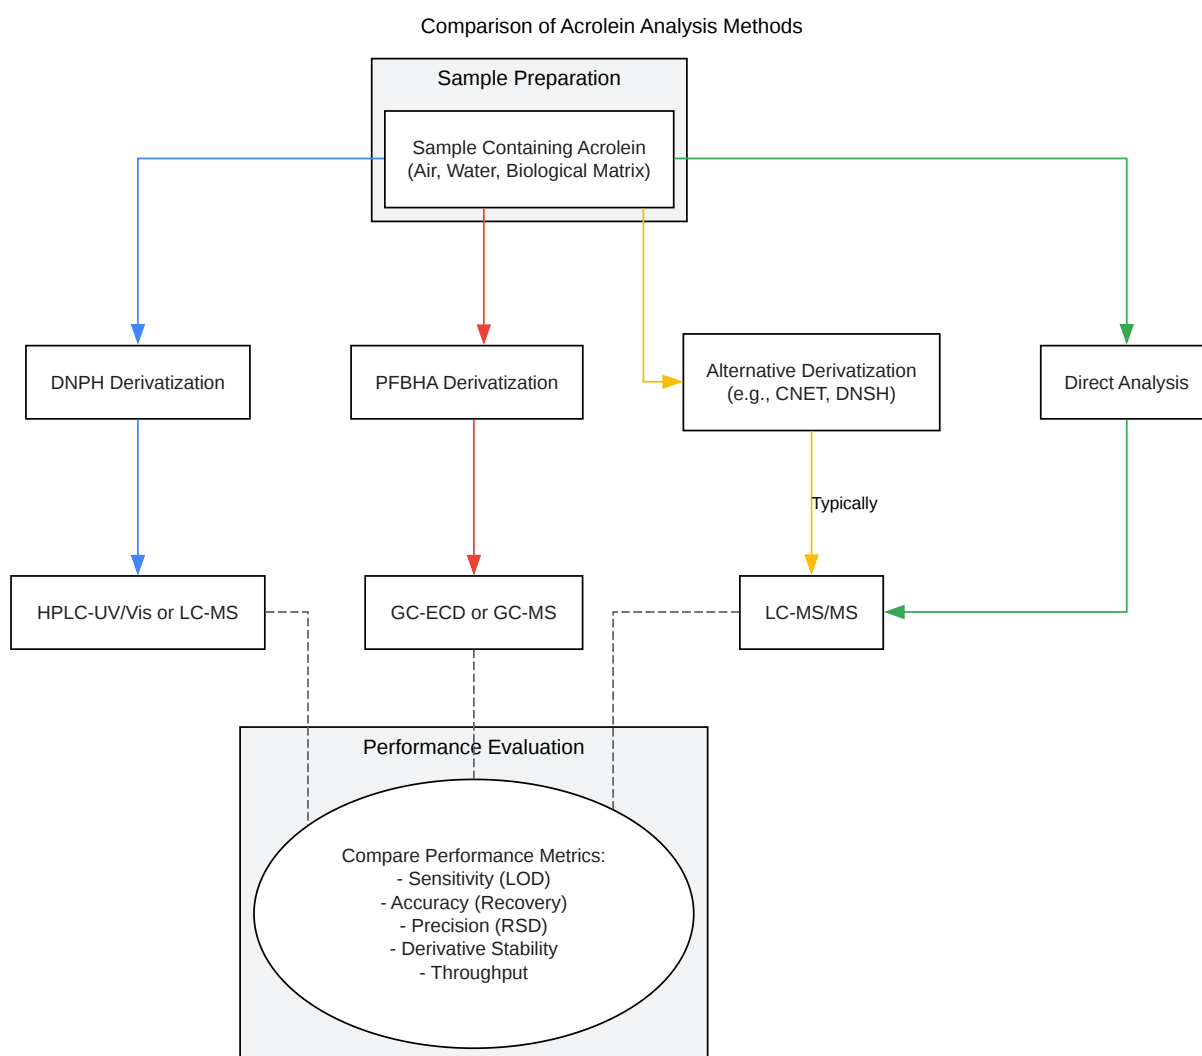 Comparison of Acrolein Analysis Methods
Sample Preparation
Sample Containing Acrolein
(Air, Water, Biological Matrix)
DNPH Derivatization
PFBHA Derivatization
Alternative Derivatization
(e.g., CNET, DNSH)
Direct Analysis
Typically
HPLC-UV/Vis or LC-MS
GC-ECD or GC-MS
LC-MS/MS
Performance Evaluation
Compare Performance Metrics:
- Sensitivity (LOD)
- Accuracy (Recovery)
- Precision (RSD)
- Derivative Stability
- Throughput